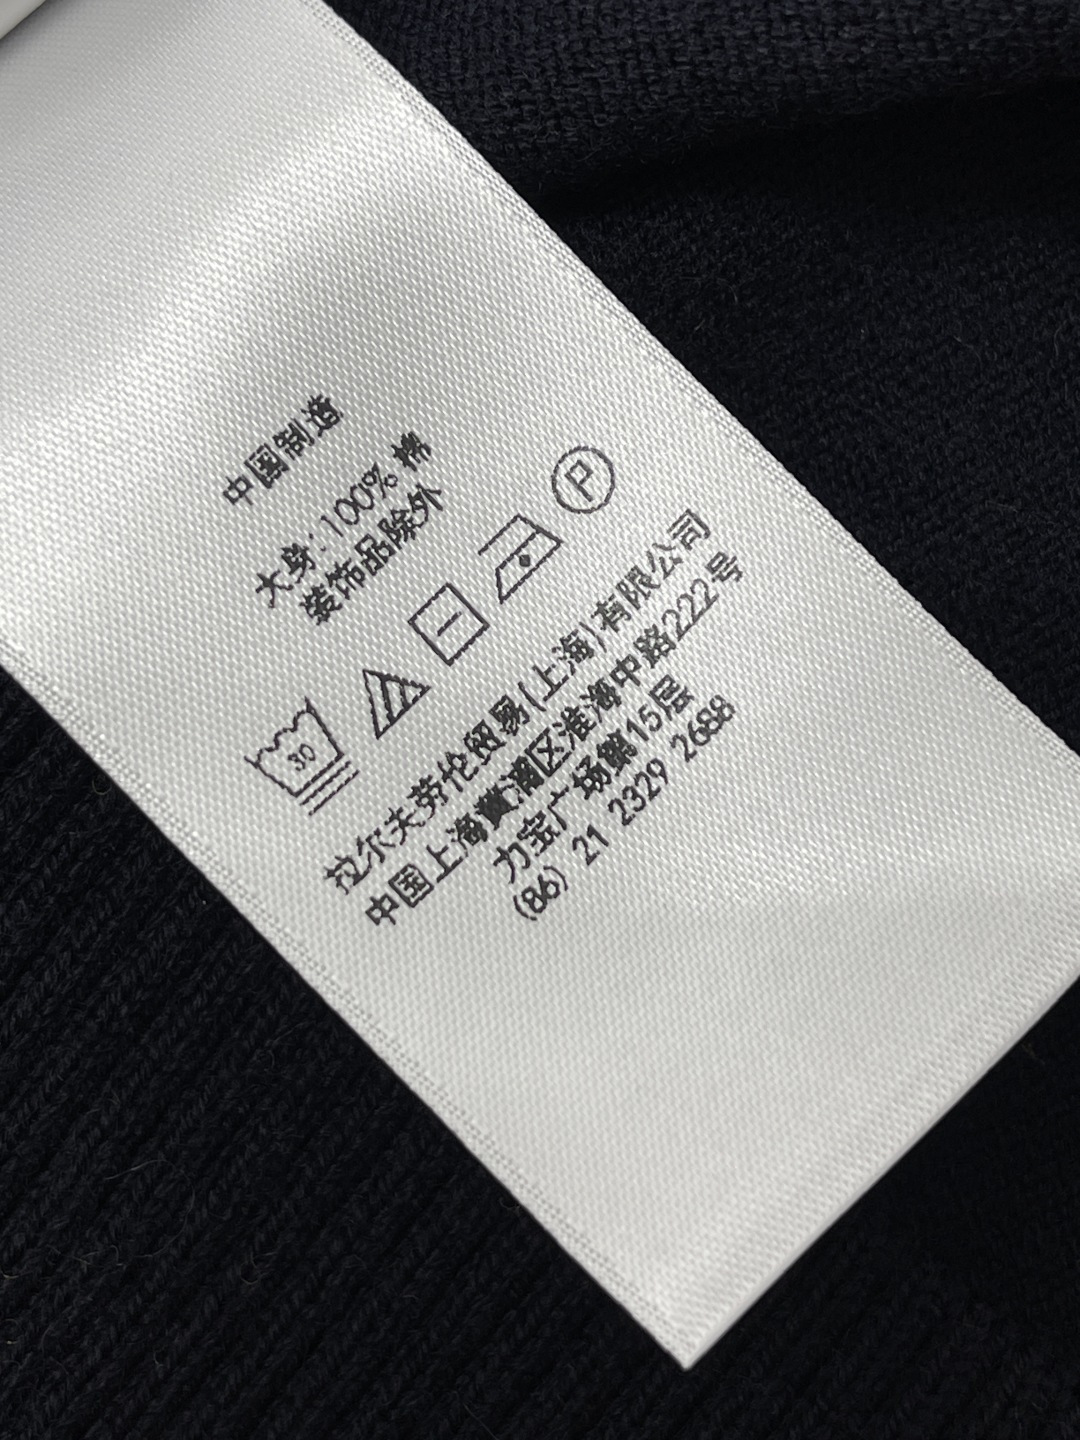 中国制造
大身:100% 棉
装饰品除外
30
P
拉尔夫劳伦贸易(上海)有限公司
中国上海黄浦区淮海中路222号
力宝广场第15层
(86) 21 2329 2688